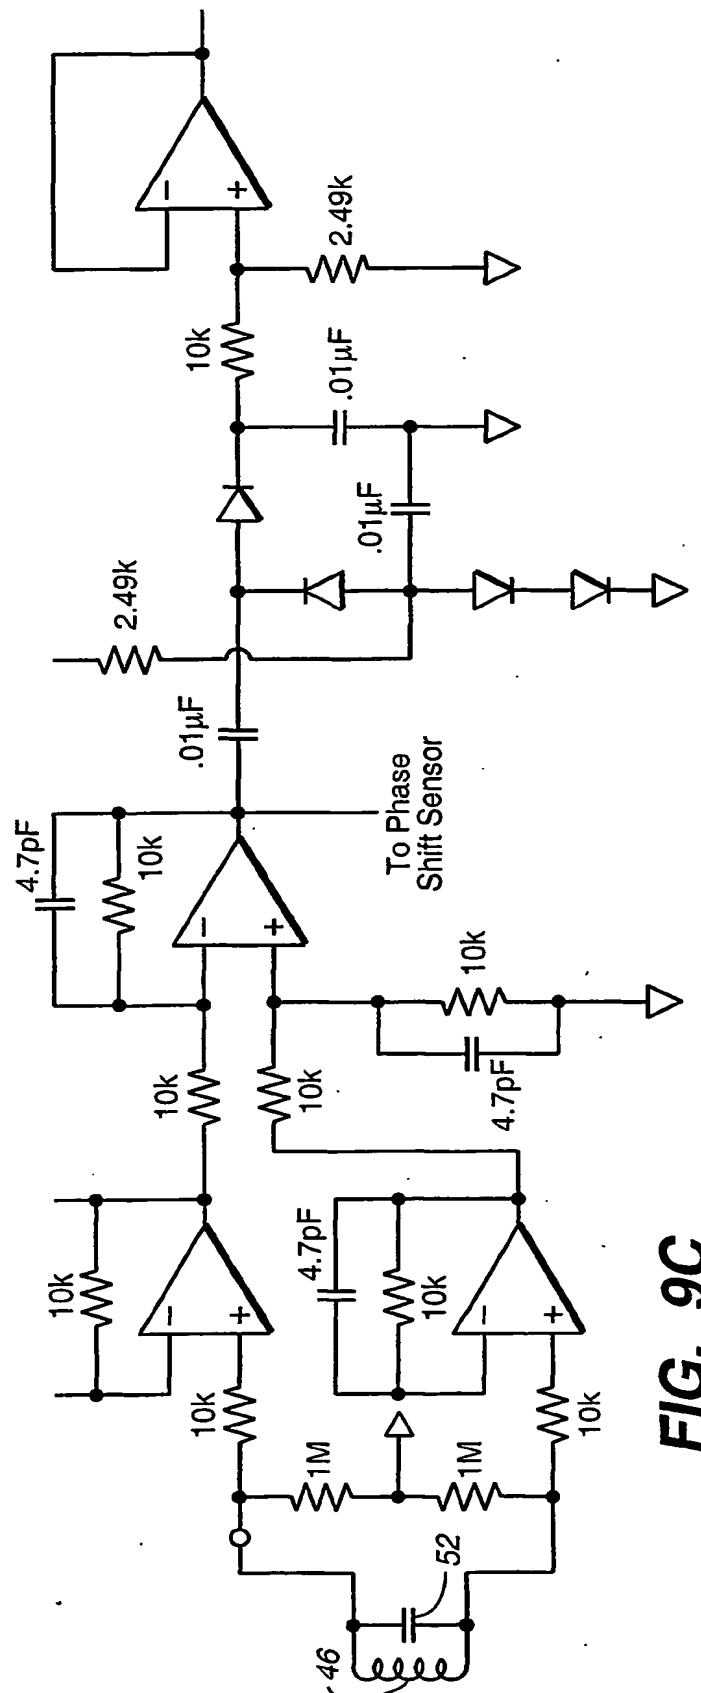 −
+
2.49k
10k
.01µF
.01µF
2.49k
.01µF
4.7pF
10k
−
+
To Phase
Shift Sensor
10k
4.7pF
10k
10k
10k
−
+
4.7pF
10k
−
+
10k
10k
1M
1M
52
46
FIG. 9C